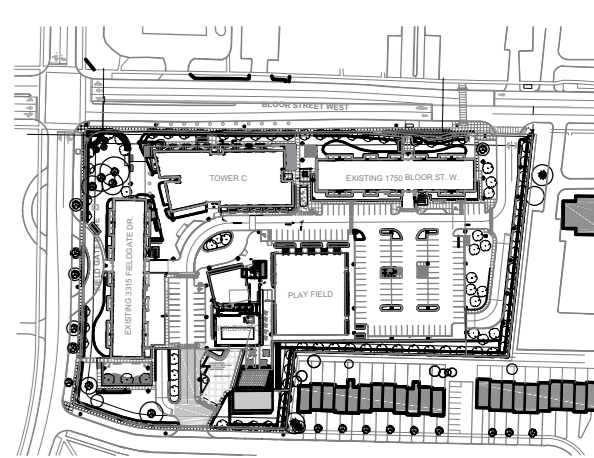 BLOOR STREET WEST
TOWER C
EXISTING 1750 BLOOR ST. W.
EXISTING 3315 FIELDGATE DR.
PLAY FIELD